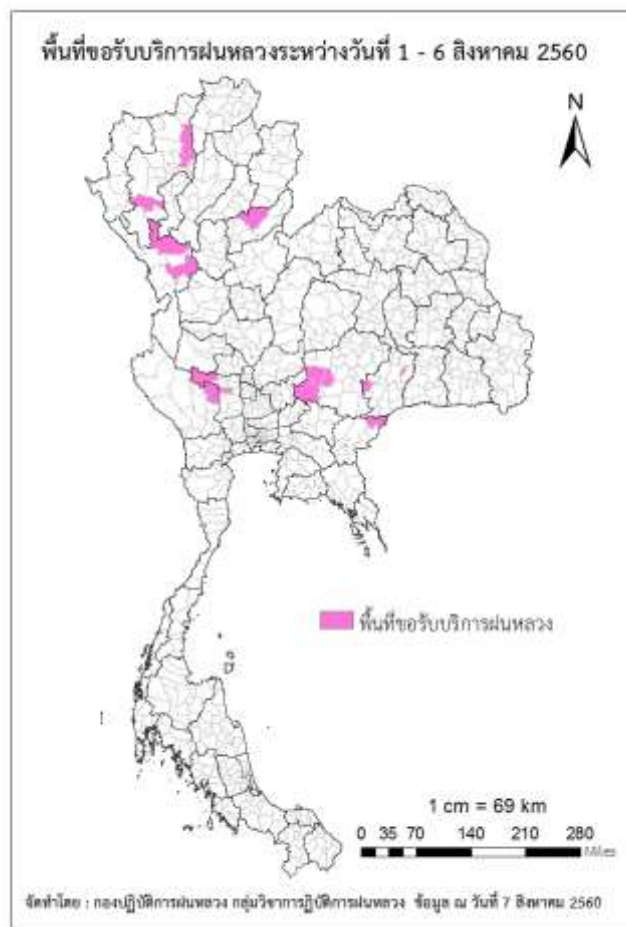 พื้นที่ขอรับบริการฝนหลวงระหว่างวันที่ 1 - 6 สิงหาคม 2560
N
พื้นที่ขอรับบริการฝนหลวง
1 cm = 69 km
0 35 70 140 210 280
Miles
จัดทำโดย : กองปฏิบัติการฝนหลวง กลุ่มวิชาการปฏิบัติการฝนหลวง ข้อมูล ณ วันที่ 7 สิงหาคม 2560